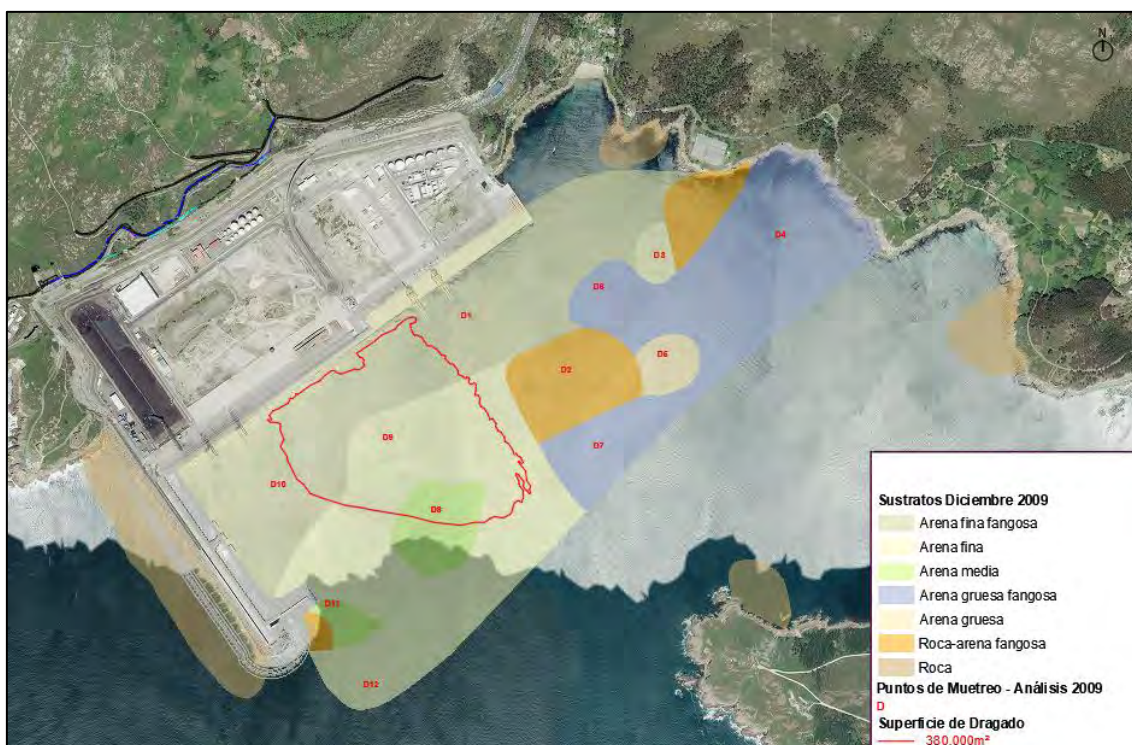 N
D3
D4
D6
D1
D5
D2
D9
D7
D10
D8
D11
D12
Sustratos Diciembre 2009
Arena fina fangosa
Arena fina
Arena media
Arena gruesa fangosa
Arena gruesa
Roca-arena fangosa
Roca
Puntos de Muetreo - Análisis 2009
D
Superficie de Dragado
380.000m²